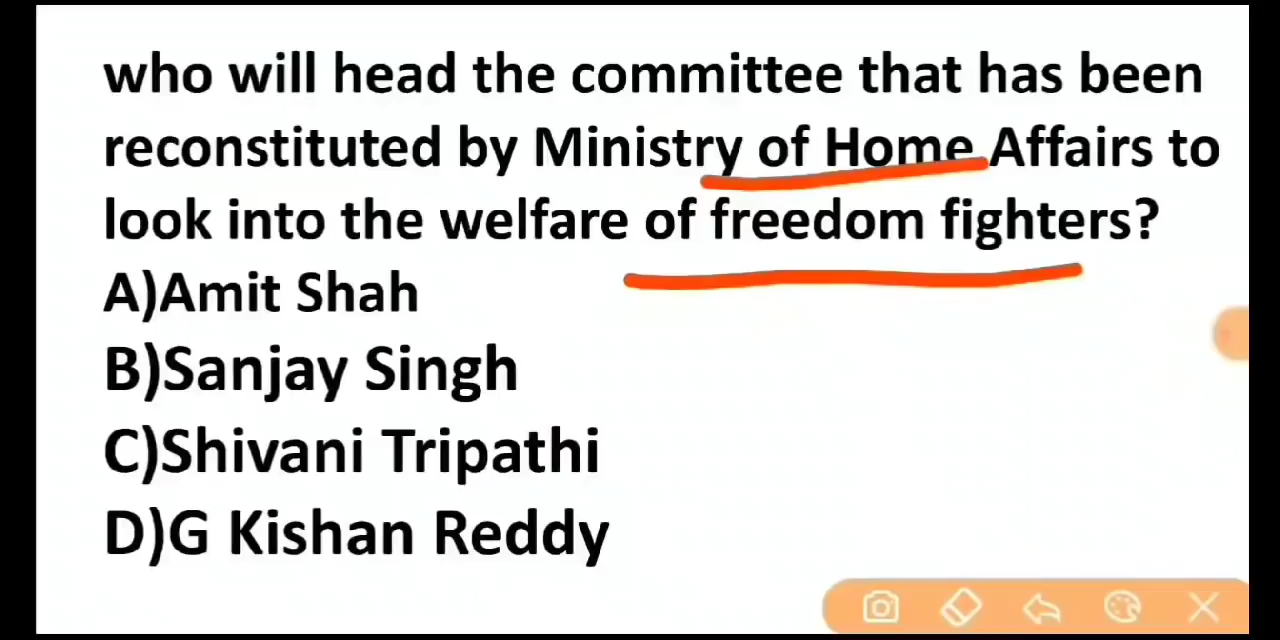 who will head the committee that has been
reconstituted by Ministry of Home Affairs to
look into the welfare of freedom fighters?
A)Amit Shah
B)Sanjay Singh
C)Shivani Tripathi
D)G Kishan Reddy